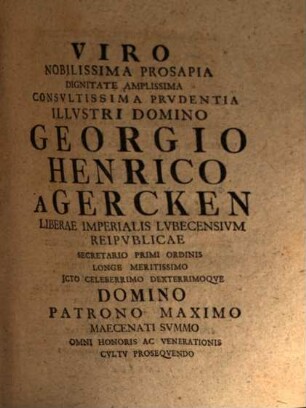 VIRO
NOBILISSIMA PROSAPIA
DIGNITATE AMPLISSIMA
CONSVLTISSIMA PRVDENTIA
ILLVSTRI DOMINO
GEORGIO
HENRICO
A GERCKEN
LIBERAE IMPERIALIS LVBECENSIVM
REIPVBLICAE
SECRETARIO PRIMI ORDINIS
LONGE MERITISSIMO
JCTO CELEBERRIMO DEXTERRIMOQVE
DOMINO
PATRONO MAXIMO
MAECENATI SVMMO
OMNI HONORIS AC VENERATIONIS
CVLTV PROSEQVENDO